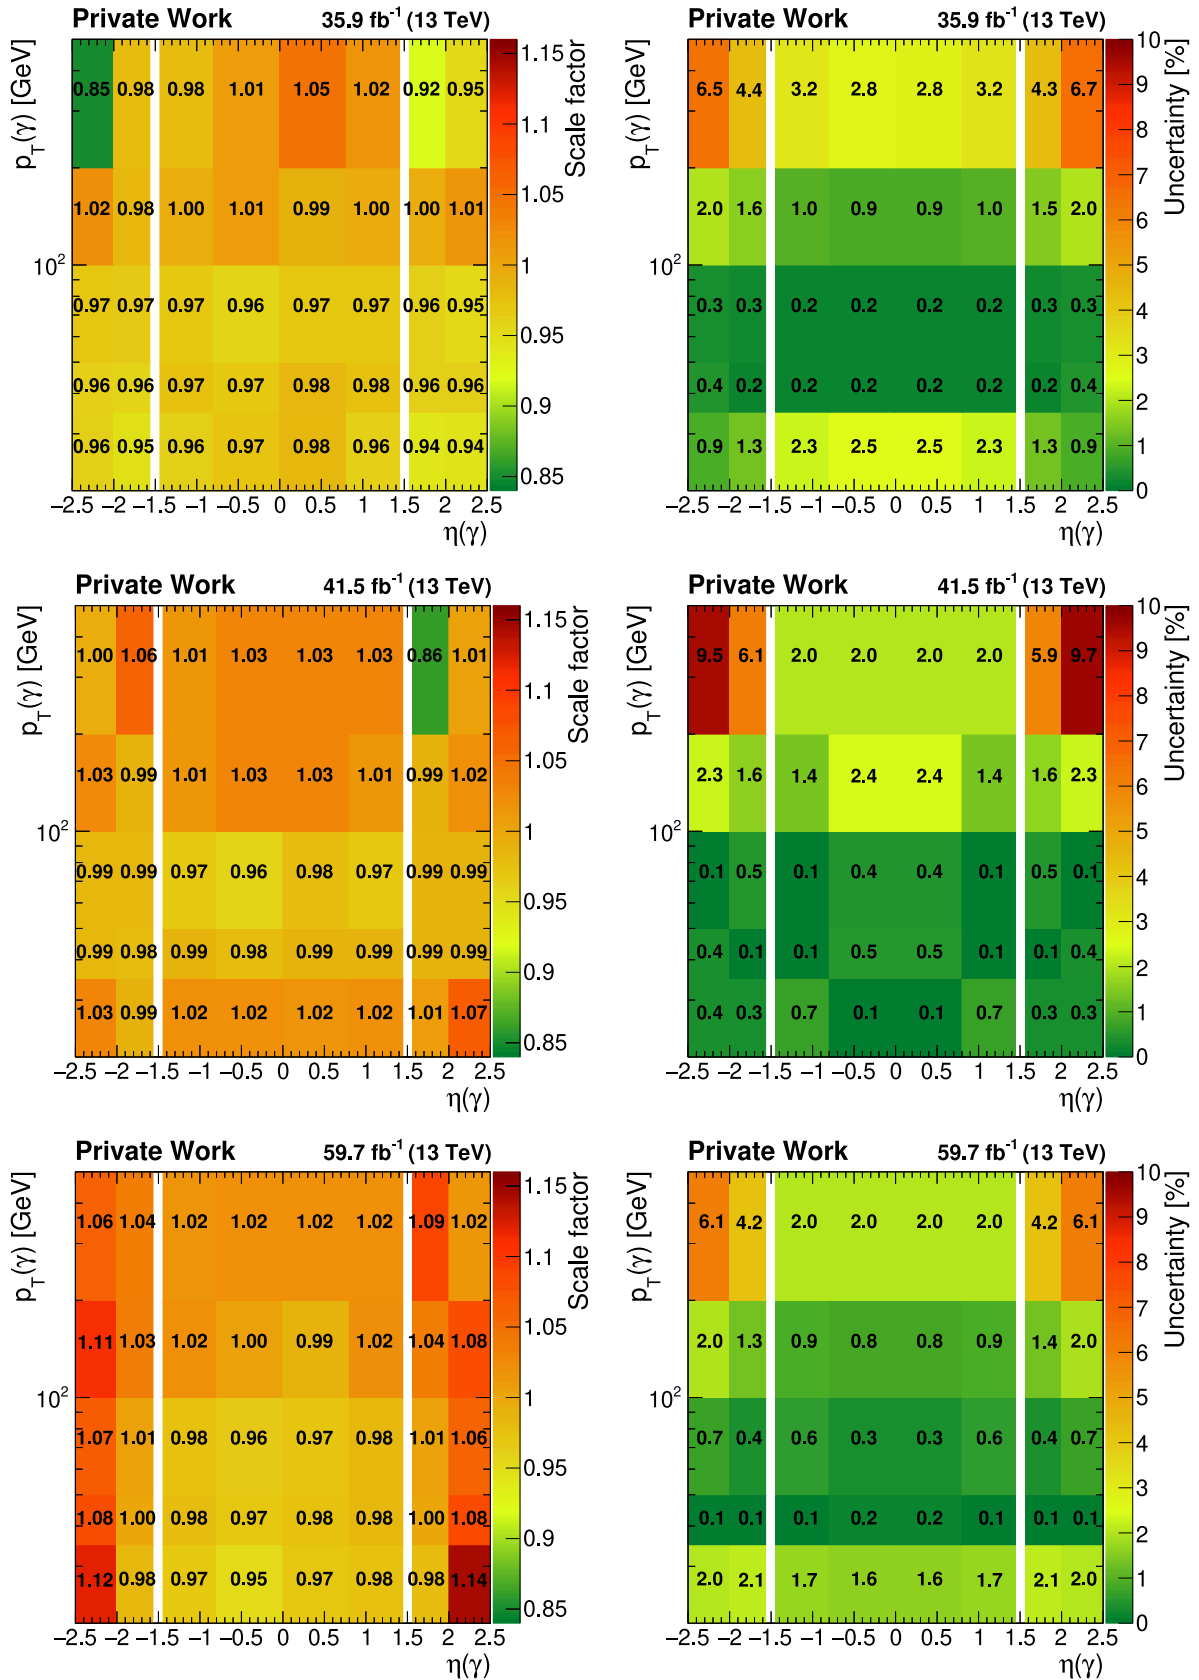 Private Work 35.9 fb⁻¹ (13 TeV)
p_T(γ) [GeV]
10²
0.85 0.98 0.98 1.01 1.05 1.02 0.92 0.95
1.02 0.98 1.00 1.01 0.99 1.00 1.00 1.01
0.97 0.97 0.97 0.96 0.97 0.97 0.96 0.95
0.96 0.96 0.97 0.97 0.98 0.98 0.96 0.96
0.96 0.95 0.96 0.97 0.98 0.96 0.94 0.94
−2.5 −2 −1.5 −1 −0.5 0 0.5 1 1.5 2 2.5
η(γ)
1.15
1.1
1.05
1
0.95
0.9
0.85
Scale factor
Private Work 35.9 fb⁻¹ (13 TeV)
p_T(γ) [GeV]
10²
6.5 4.4 3.2 2.8 2.8 3.2 4.3 6.7
2.0 1.6 1.0 0.9 0.9 1.0 1.5 2.0
0.3 0.3 0.2 0.2 0.2 0.2 0.3 0.3
0.4 0.2 0.2 0.2 0.2 0.2 0.2 0.4
0.9 1.3 2.3 2.5 2.5 2.3 1.3 0.9
−2.5 −2 −1.5 −1 −0.5 0 0.5 1 1.5 2 2.5
η(γ)
10
9
8
7
6
5
4
3
2
1
0
Uncertainty [%]
Private Work 41.5 fb⁻¹ (13 TeV)
p_T(γ) [GeV]
10²
1.00 1.06 1.01 1.03 1.03 1.03 0.86 1.01
1.03 0.99 1.01 1.03 1.03 1.01 0.99 1.02
0.99 0.99 0.97 0.96 0.98 0.97 0.99 0.99
0.99 0.98 0.99 0.98 0.99 0.99 0.99 0.99
1.03 0.99 1.02 1.02 1.02 1.02 1.01 1.07
−2.5 −2 −1.5 −1 −0.5 0 0.5 1 1.5 2 2.5
η(γ)
1.15
1.1
1.05
1
0.95
0.9
0.85
Scale factor
Private Work 41.5 fb⁻¹ (13 TeV)
p_T(γ) [GeV]
10²
9.5 6.1 2.0 2.0 2.0 2.0 5.9 9.7
2.3 1.6 1.4 2.4 2.4 1.4 1.6 2.3
0.1 0.5 0.1 0.4 0.4 0.1 0.5 0.1
0.4 0.1 0.1 0.5 0.5 0.1 0.1 0.4
0.4 0.3 0.7 0.1 0.1 0.7 0.3 0.3
−2.5 −2 −1.5 −1 −0.5 0 0.5 1 1.5 2 2.5
η(γ)
10
9
8
7
6
5
4
3
2
1
0
Uncertainty [%]
Private Work 59.7 fb⁻¹ (13 TeV)
p_T(γ) [GeV]
10²
1.06 1.04 1.02 1.02 1.02 1.02 1.09 1.02
1.11 1.03 1.02 1.00 0.99 1.02 1.04 1.08
1.07 1.01 0.98 0.96 0.97 0.98 1.01 1.06
1.08 1.00 0.98 0.97 0.98 0.98 1.00 1.08
1.12 0.98 0.97 0.95 0.97 0.98 0.98 1.14
−2.5 −2 −1.5 −1 −0.5 0 0.5 1 1.5 2 2.5
η(γ)
1.15
1.1
1.05
1
0.95
0.9
0.85
Scale factor
Private Work 59.7 fb⁻¹ (13 TeV)
p_T(γ) [GeV]
10²
6.1 4.2 2.0 2.0 2.0 2.0 4.2 6.1
2.0 1.3 0.9 0.8 0.8 0.9 1.4 2.0
0.7 0.4 0.6 0.3 0.3 0.6 0.4 0.7
0.1 0.1 0.1 0.2 0.2 0.1 0.1 0.1
2.0 2.1 1.7 1.6 1.6 1.7 2.1 2.0
−2.5 −2 −1.5 −1 −0.5 0 0.5 1 1.5 2 2.5
η(γ)
10
9
8
7
6
5
4
3
2
1
0
Uncertainty [%]